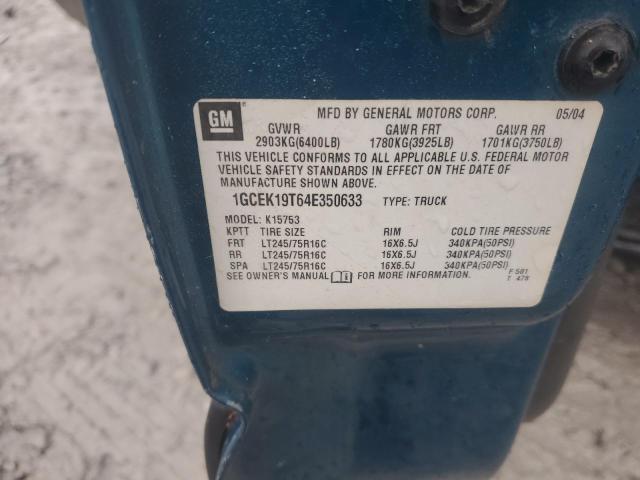 GM MFD BY GENERAL MOTORS CORP. 05/04
GVWR GAWR FRT GAWR RR
2903KG(6400LB) 1780KG(3925LB) 1701KG(3750LB)
THIS VEHICLE CONFORMS TO ALL APPLICABLE U.S. FEDERAL MOTOR
VEHICLE SAFETY STANDARDS IN EFFECT ON THE DATE OF
MANUFACTURE SHOWN ABOVE.
1GCEK19T64E350633 TYPE: TRUCK
MODEL: K15753
KPTT TIRE SIZE RIM COLD TIRE PRESSURE
FRT LT245/75R16C 16X6.5J 340KPA(50PSI)
RR LT245/75R16C 16X6.5J 340KPA(50PSI)
SPA LT245/75R16C 16X6.5J 340KPA(50PSI)
SEE OWNER'S MANUAL FOR MORE INFORMATION. F 501
T 478